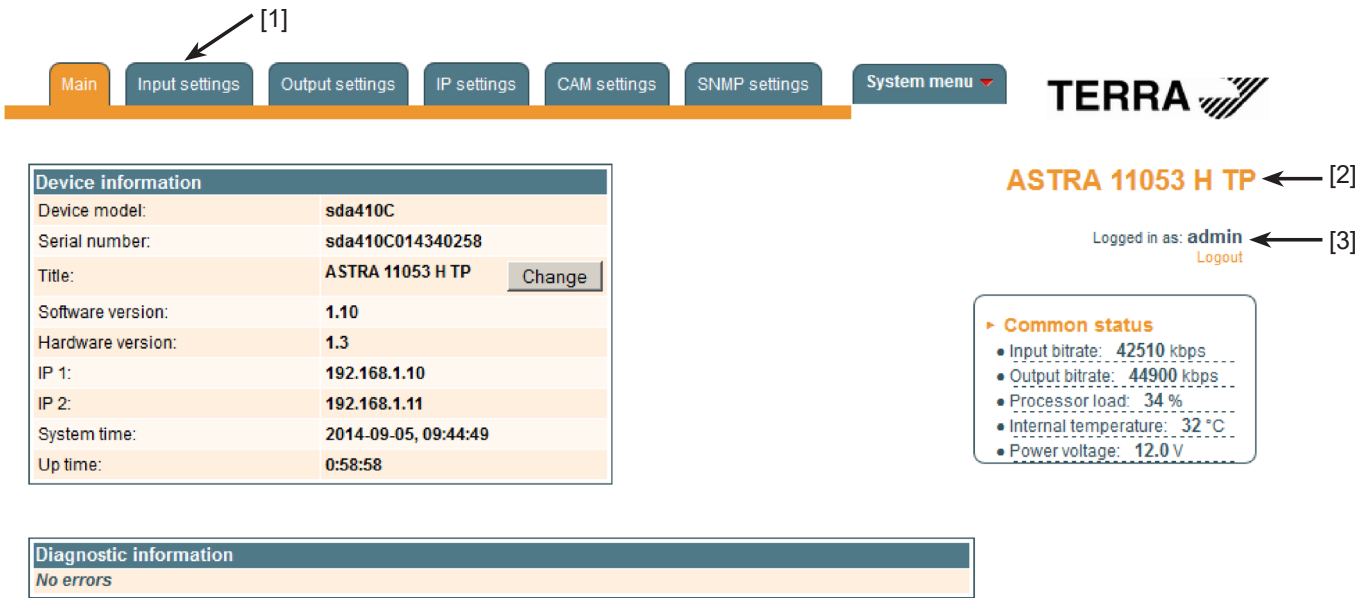 [1]
Main Input settings Output settings IP settings CAM settings SNMP settings System menu
TERRA
Device information
Device model: sda410C
Serial number: sda410C014340258
Title: ASTRA 11053 H TP Change
Software version: 1.10
Hardware version: 1.3
IP 1: 192.168.1.10
IP 2: 192.168.1.11
System time: 2014-09-05, 09:44:49
Up time: 0:58:58
ASTRA 11053 H TP [2]
Logged in as: admin [3]
Logout
Common status
Input bitrate: 42510 kbps
Output bitrate: 44900 kbps
Processor load: 34 %
Internal temperature: 32 °C
Power voltage: 12.0 V
Diagnostic information
No errors